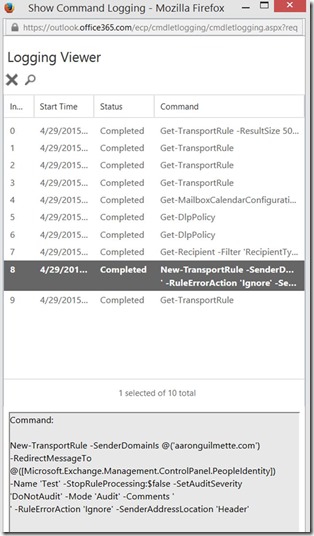 Show Command Logging - Mozilla Firefox
https://outlook.office365.com/ecp/cmdletlogging/cmdletlogging.aspx?req
Logging Viewer
In... Start Time Status Command
0 4/29/2015... Completed Get-TransportRule -ResultSize 50...
1 4/29/2015... Completed Get-TransportRule
2 4/29/2015... Completed Get-TransportRule
3 4/29/2015... Completed Get-TransportRule
4 4/29/2015... Completed Get-MailboxCalendarConfigurati...
5 4/29/2015... Completed Get-DlpPolicy
6 4/29/2015... Completed Get-DlpPolicy
7 4/29/2015... Completed Get-Recipient -Filter 'RecipientTy...
8 4/29/201... Completed New-TransportRule -SenderD...
' -RuleErrorAction 'Ignore' -Se...
9 4/29/2015... Completed Get-TransportRule
1 selected of 10 total
Command:
New-TransportRule -SenderDomainIs @('aaronguilmette.com')
-RedirectMessageTo
@([Microsoft.Exchange.Management.ControlPanel.PeopleIdentity])
-Name 'Test' -StopRuleProcessing:$false -SetAuditSeverity
'DoNotAudit' -Mode 'Audit' -Comments '
' -RuleErrorAction 'Ignore' -SenderAddressLocation 'Header'